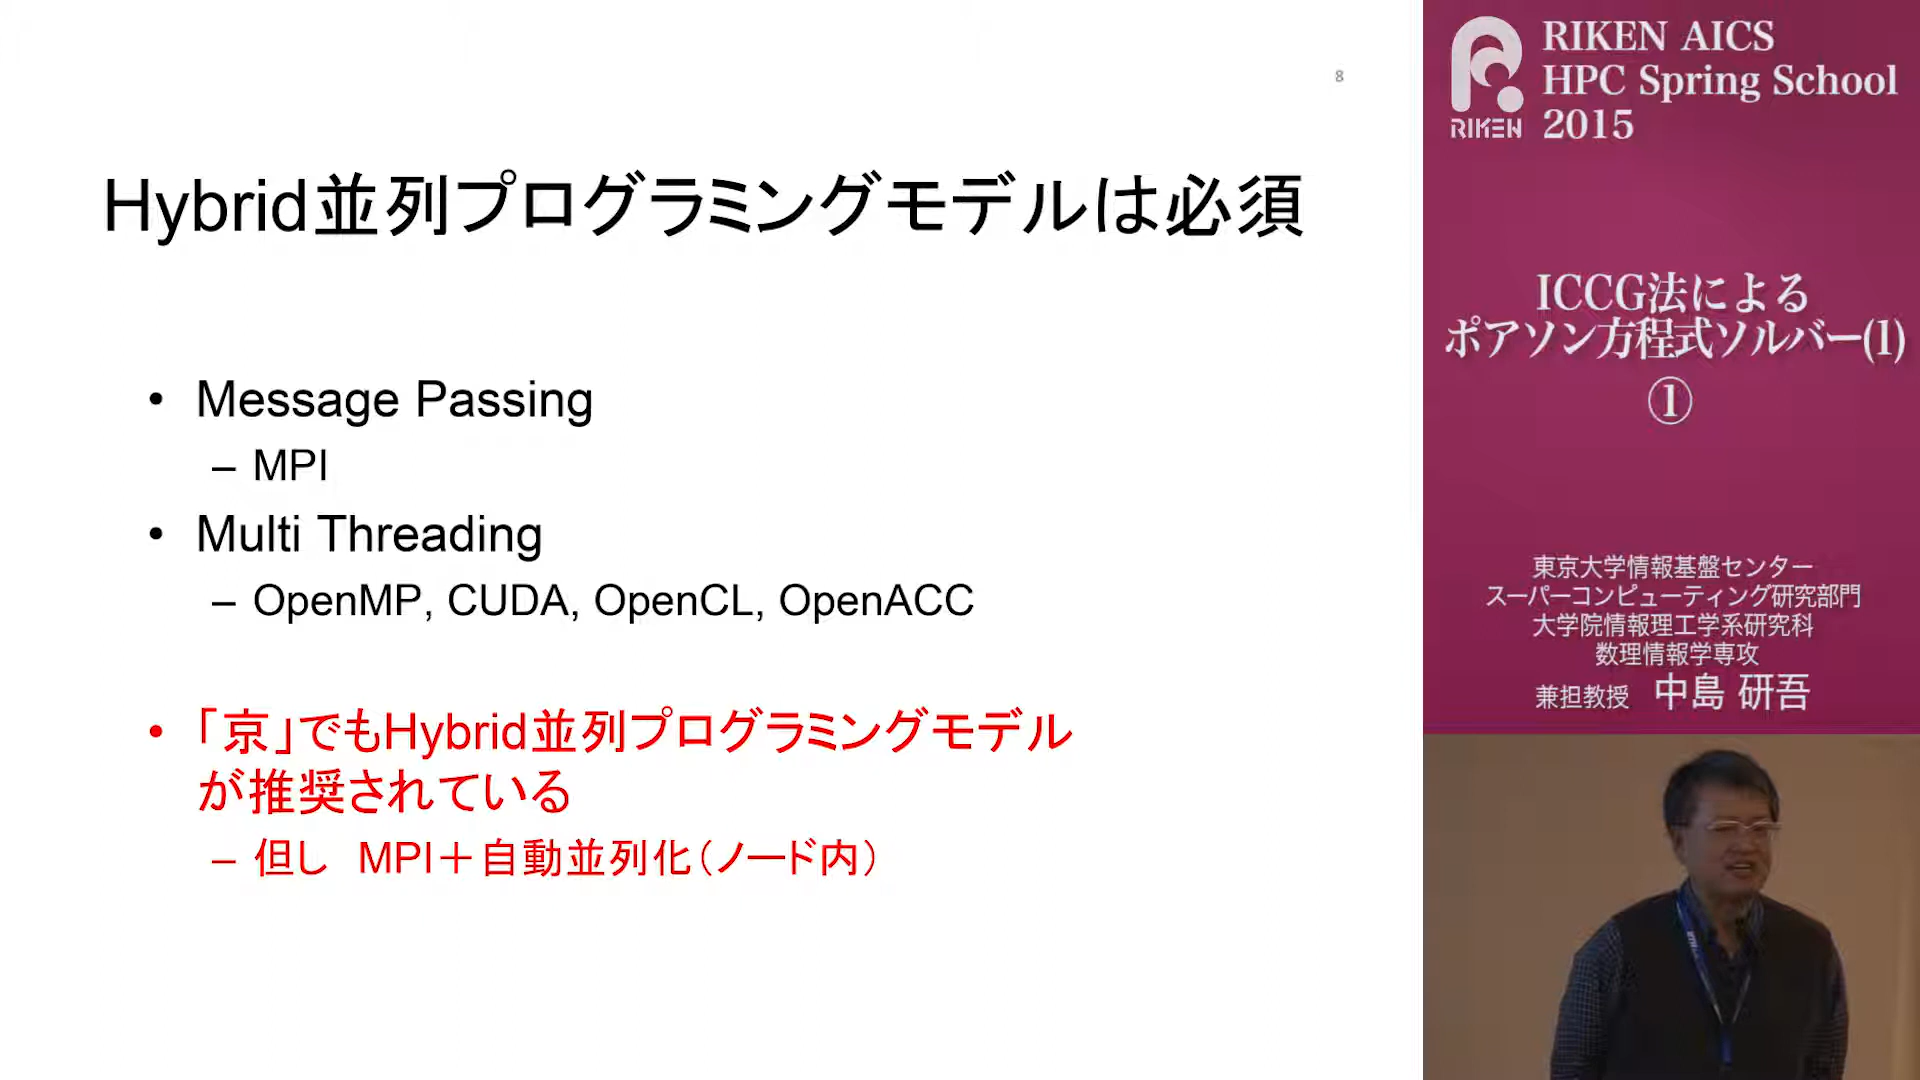 8
Hybrid並列プログラミングモデルは必須
• Message Passing
– MPI
• Multi Threading
– OpenMP, CUDA, OpenCL, OpenACC
• 「京」でもHybrid並列プログラミングモデル
が推奨されている
– 但し　MPI＋自動並列化（ノード内）
RIKEN
RIKEN AICS
HPC Spring School
2015
ICCG法による
ポアソン方程式ソルバー(1)
①
東京大学情報基盤センター
スーパーコンピューティング研究部門
大学院情報理工学系研究科
数理情報学専攻
兼担教授　中島 研吾